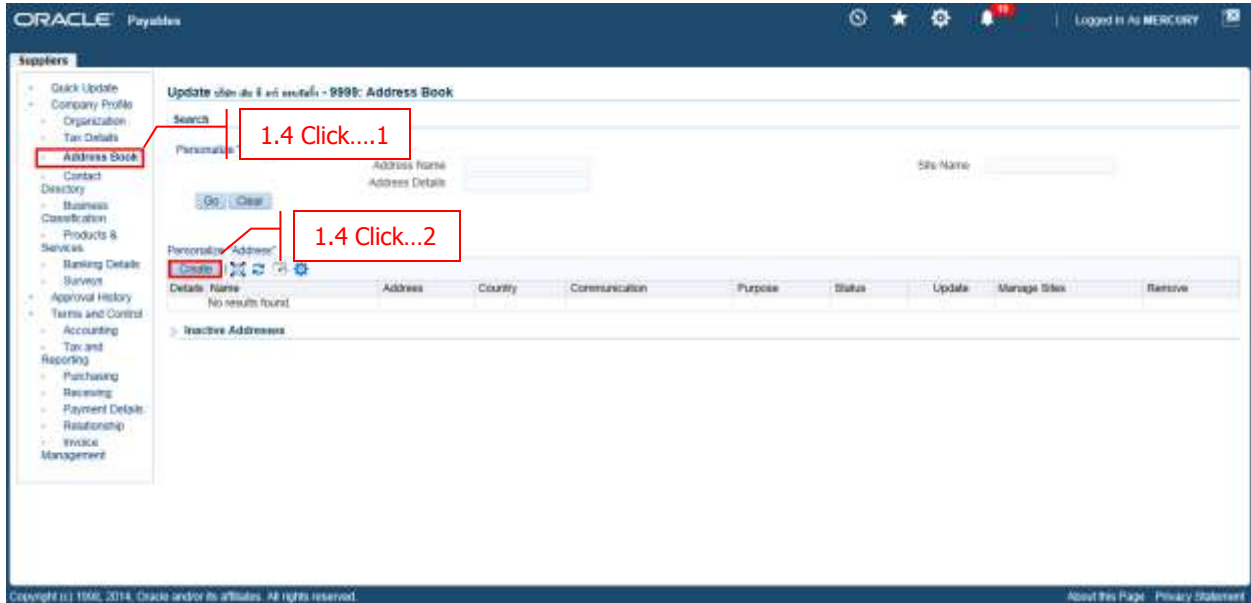 ORACLE Payables
Logged In As MERCURY
Suppliers
Quick Update
Company Profile
Organization
Tax Details
Address Book
Contact
Directory
Business
Classification
Products &
Services
Banking Details
Surveys
Approval History
Terms and Control
Accounting
Tax and
Reporting
Purchasing
Receiving
Payment Details
Relationship
Invoice
Management
Update - 9999: Address Book
Search
1.4 Click....1
Personalize
Address Name
Site Name
Address Details
Go Clear
1.4 Click...2
Personalize "Address"
Create
Details Name Address Country Communication Purpose Status Update Manage Sites Remove
No results found.
Inactive Addresses
Copyright (c) 1998, 2014, Oracle and/or its affiliates. All rights reserved.
About this Page Privacy Statement